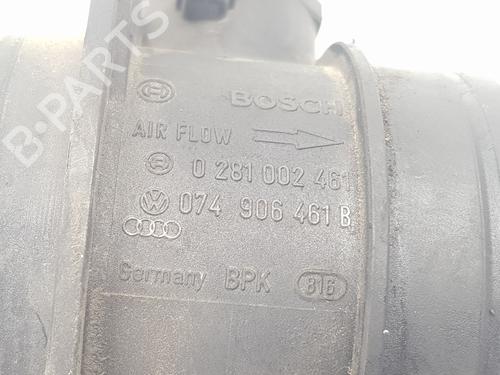 BOSCH
AIR FLOW
0 281 002 461
074 906 461 B
Germany BPK 816
B-PARTS